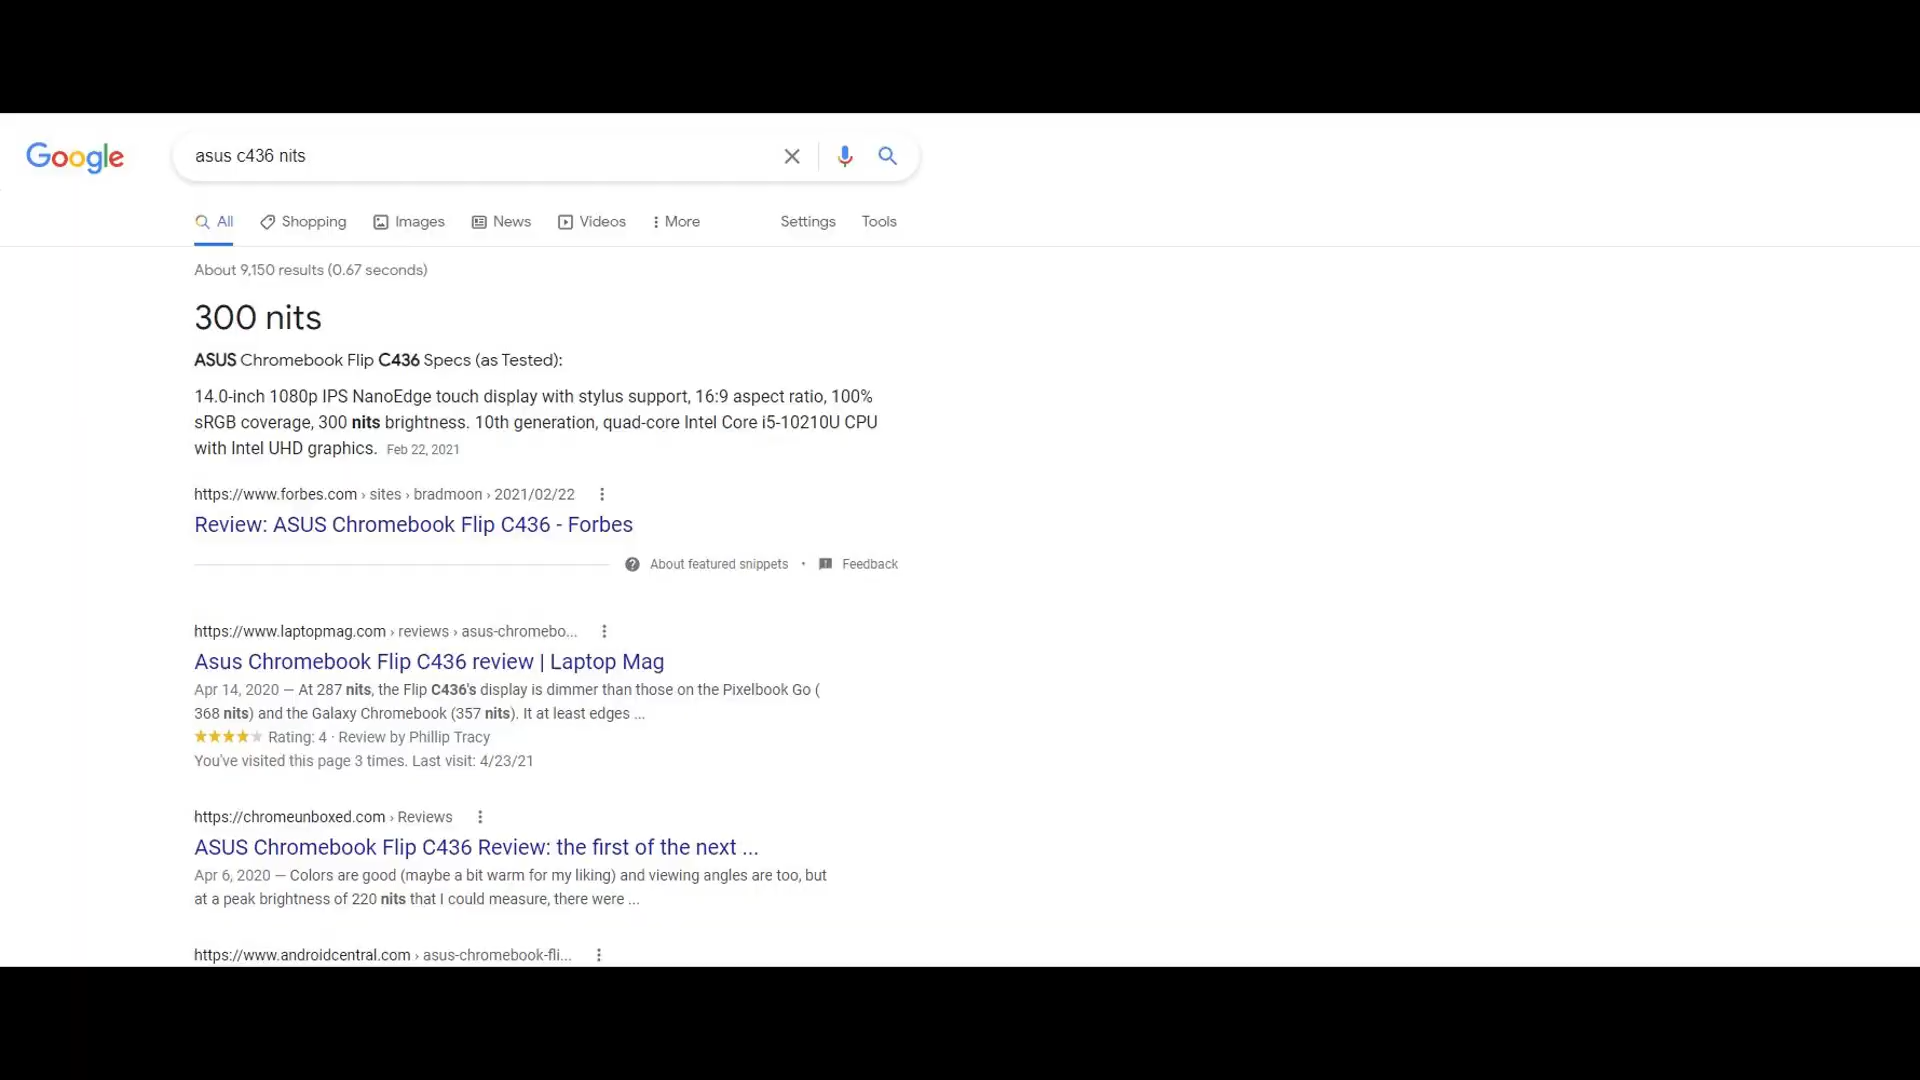 Google
asus c436 nits
All Shopping Images News Videos More Settings Tools
About 9,150 results (0.67 seconds)
300 nits
ASUS Chromebook Flip C436 Specs (as Tested):
14.0-inch 1080p IPS NanoEdge touch display with stylus support, 16:9 aspect ratio, 100%
sRGB coverage, 300 nits brightness. 10th generation, quad-core Intel Core i5-10210U CPU
with Intel UHD graphics. Feb 22, 2021
https://www.forbes.com › sites › bradmoon › 2021/02/22
Review: ASUS Chromebook Flip C436 - Forbes
About featured snippets • Feedback
https://www.laptopmag.com › reviews › asus-chromebo...
Asus Chromebook Flip C436 review | Laptop Mag
Apr 14, 2020 — At 287 nits, the Flip C436's display is dimmer than those on the Pixelbook Go (
368 nits) and the Galaxy Chromebook (357 nits). It at least edges ...
Rating: 4 · Review by Phillip Tracy
You've visited this page 3 times. Last visit: 4/23/21
https://chromeunboxed.com › Reviews
ASUS Chromebook Flip C436 Review: the first of the next ...
Apr 6, 2020 — Colors are good (maybe a bit warm for my liking) and viewing angles are too, but
at a peak brightness of 220 nits that I could measure, there were ...
https://www.androidcentral.com › asus-chromebook-fli...